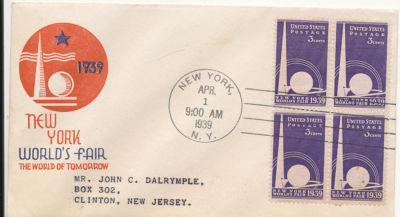 1939
NEW
YORK
WORLD'S FAIR
THE WORLD OF TOMORROW
NEW YORK,
APR.
1
9:00 AM
1939
N.Y.
UNITED STATES
POSTAGE
3 CENTS
NEW YORK
WORLD'S FAIR 1939
UNITED STATES
POSTAGE
3 CENTS
NEW YORK
WORLD'S FAIR 1939
UNITED STATES
POSTAGE
3 CENTS
NEW YORK
WORLD'S FAIR 1939
UNITED STATES
POSTAGE
3 CENTS
NEW YORK
WORLD'S FAIR 1939
MR. JOHN C. DALRYMPLE,
BOX 302,
CLINTON, NEW JERSEY.